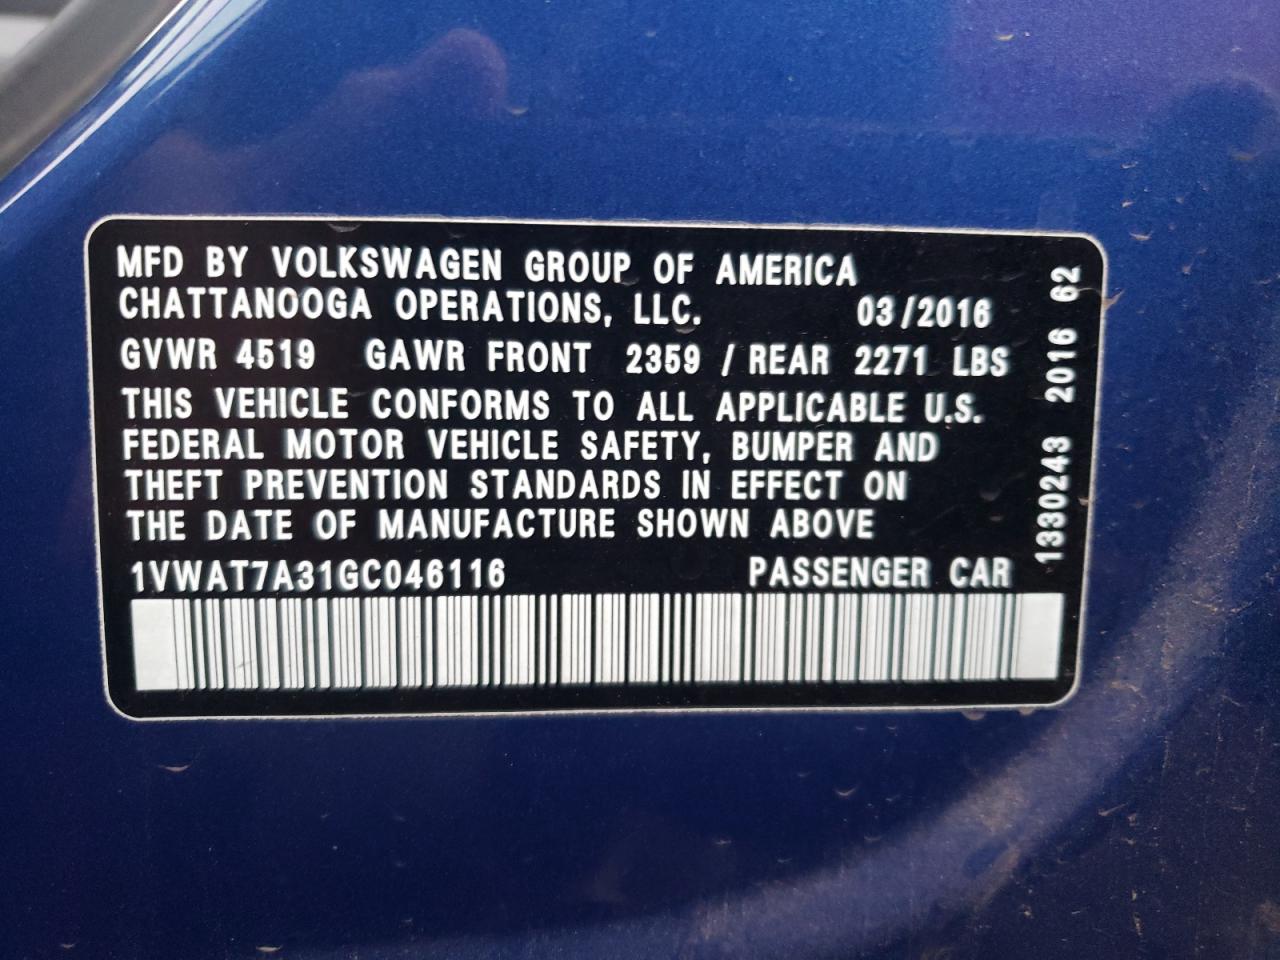 MFD BY VOLKSWAGEN GROUP OF AMERICA
CHATTANOOGA OPERATIONS, LLC. 03/2016
GVWR 4519 GAWR FRONT 2359 / REAR 2271 LBS
THIS VEHICLE CONFORMS TO ALL APPLICABLE U.S.
FEDERAL MOTOR VEHICLE SAFETY, BUMPER AND
THEFT PREVENTION STANDARDS IN EFFECT ON
THE DATE OF MANUFACTURE SHOWN ABOVE
1VWAT7A31GC046116 PASSENGER CAR
1330243 2016 62